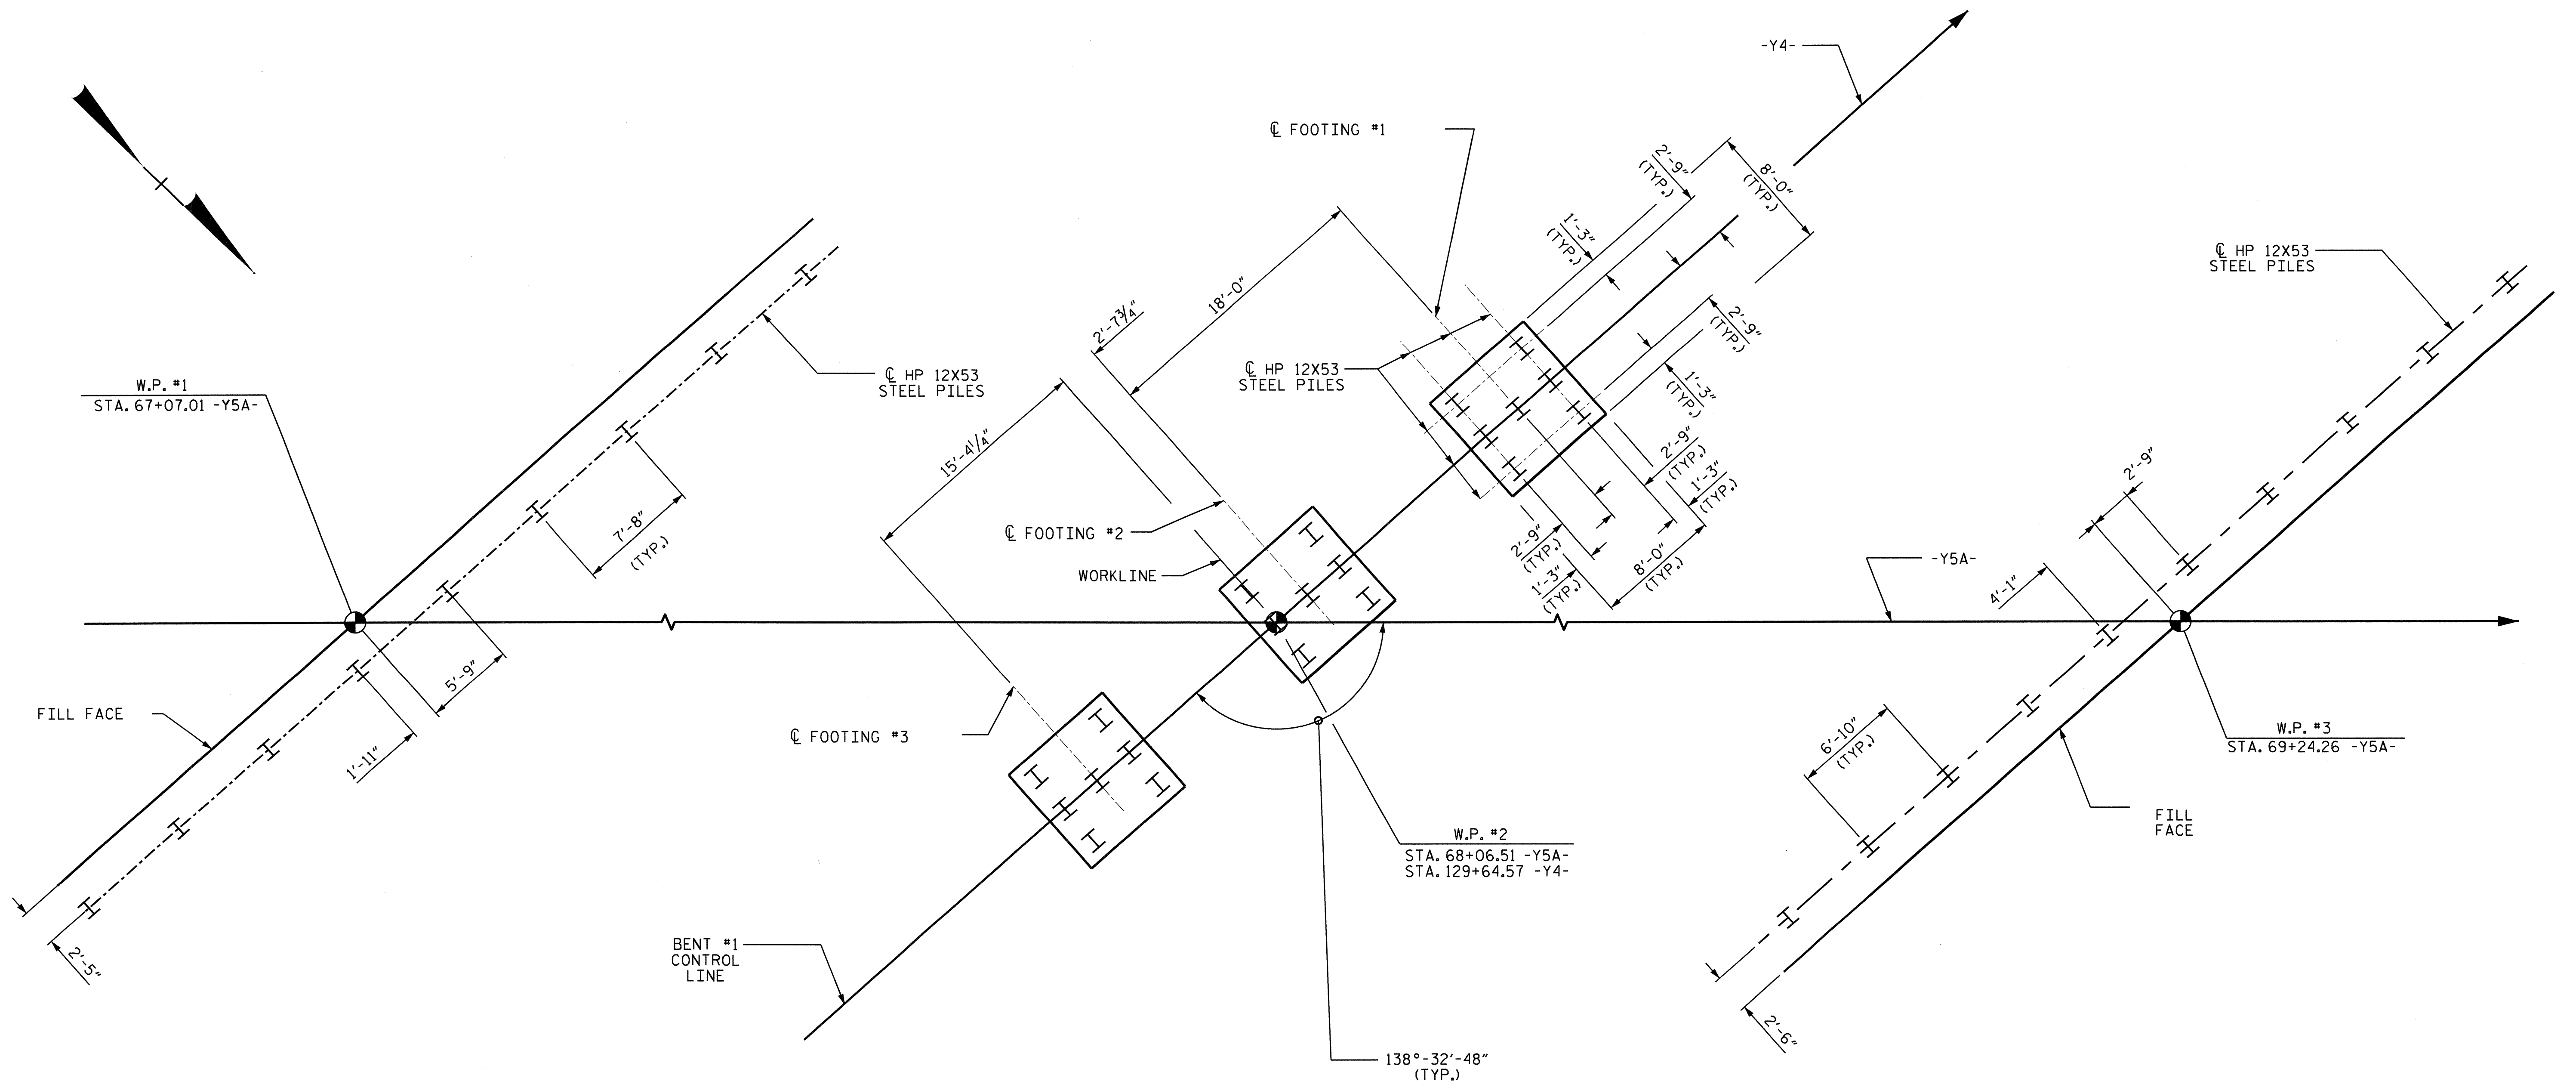 -Y4-
℄ FOOTING #1
2'-9"
(TYP.)
8'-0"
(TYP.)
1'-3"
(TYP.)
℄ HP 12X53
STEEL PILES
18'-0"
2'-7¾"
2'-9"
(TYP.)
℄ HP 12X53
STEEL PILES
℄ HP 12X53
STEEL PILES
W.P. #1
STA. 67+07.01 -Y5A-
1'-3"
(TYP.)
15'-4¼"
2'-9"
(TYP.)
1'-3"
(TYP.)
2'-9"
7'-8"
(TYP.)
℄ FOOTING #2
2'-9"
(TYP.)
8'-0"
(TYP.)
-Y5A-
WORKLINE
1'-3"
(TYP.)
4'-1"
5'-9"
FILL FACE
℄ FOOTING #3
1'-11"
6'-10"
(TYP.)
W.P. #3
STA. 69+24.26 -Y5A-
FILL
FACE
W.P. #2
STA. 68+06.51 -Y5A-
STA. 129+64.57 -Y4-
BENT #1
CONTROL
LINE
2'-5"
2'-6"
138°-32'-48"
(TYP.)